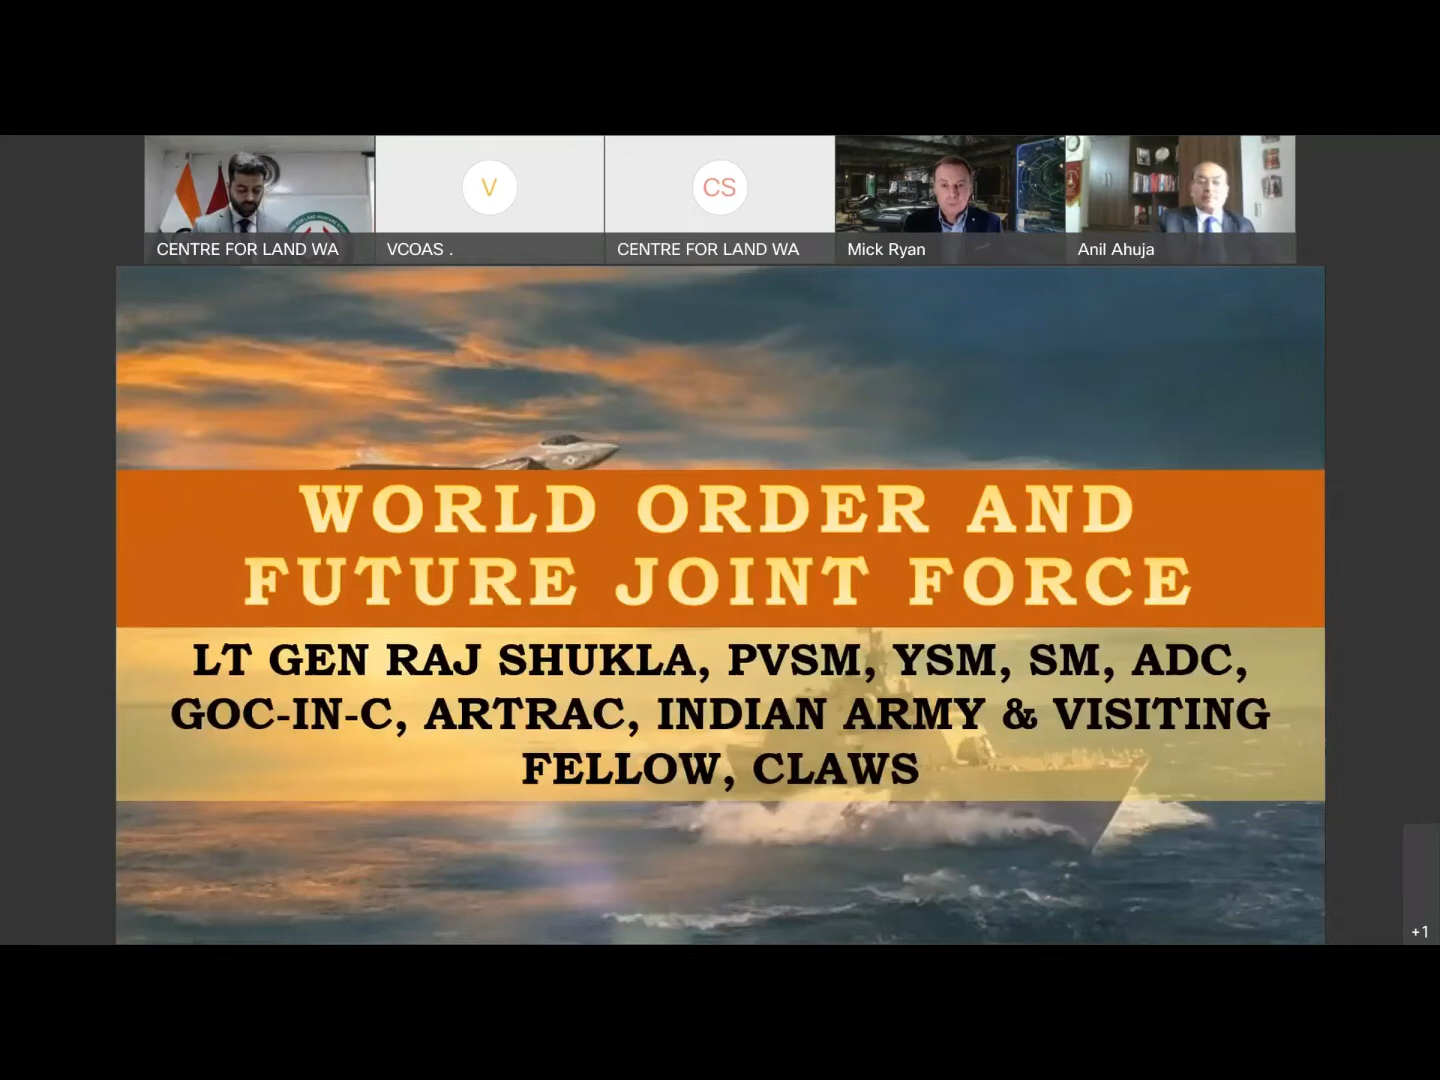 V
CS
CENTRE FOR LAND WA
VCOAS .
CENTRE FOR LAND WA
Mick Ryan
Anil Ahuja
WORLD ORDER AND
FUTURE JOINT FORCE
LT GEN RAJ SHUKLA, PVSM, YSM, SM, ADC,
GOC-IN-C, ARTRAC, INDIAN ARMY & VISITING
FELLOW, CLAWS
+1